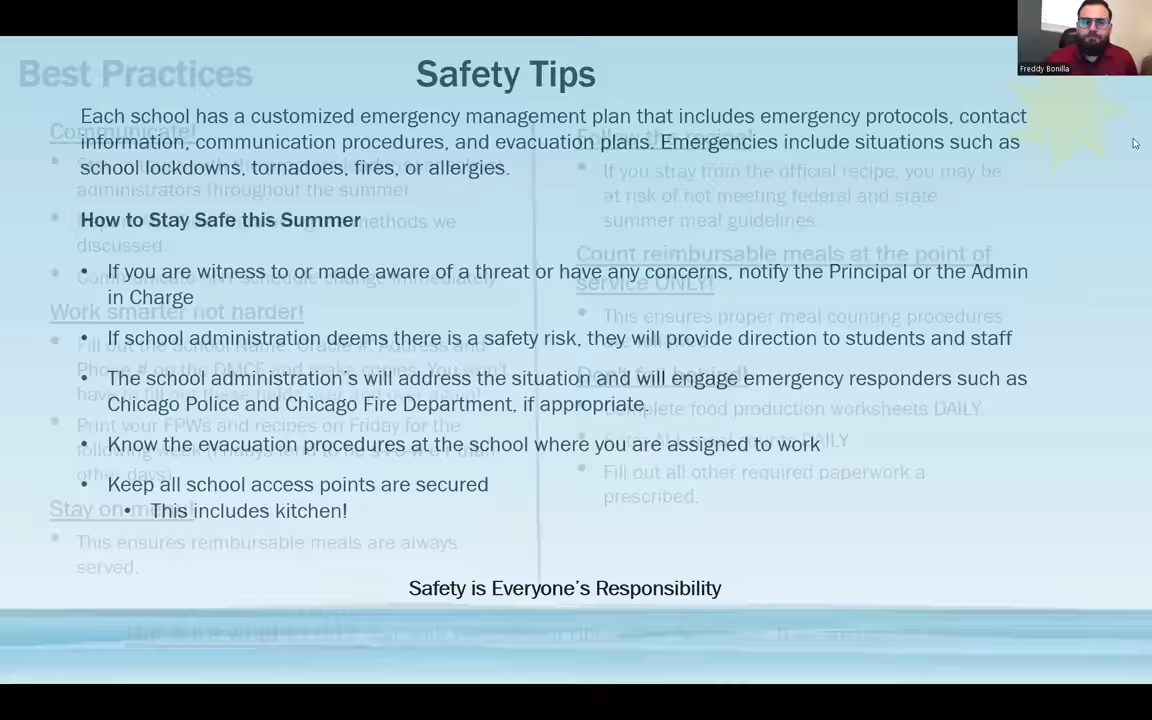 Best Practices
Safety Tips
Freddy Bonilla
Each school has a customized emergency management plan that includes emergency protocols, contact
information, communication procedures, and evacuation plans. Emergencies include situations such as
school lockdowns, tornadoes, fires, or allergies.
How to Stay Safe this Summer
• If you are witness to or made aware of a threat or have any concerns, notify the Principal or the Admin
in Charge
• If school administration deems there is a safety risk, they will provide direction to students and staff
• The school administration's will address the situation and will engage emergency responders such as
Chicago Police and Chicago Fire Department, if appropriate.
• Know the evacuation procedures at the school where you are assigned to work
• Keep all school access points are secured
• This includes kitchen!
Safety is Everyone's Responsibility
Communicate!
administrators throughout the summer
methods we
discussed
Work smarter not harder!
Print your FPWs and recipes on Friday for the
other days)
Stay on
• This ensures reimbursable meals are always
served.
• If you stray from the official recipe, you may be
at risk of not meeting federal and state
summer meal guidelines.
Count reimbursable meals at the point of
service ONLY!
• This ensures proper meal counting procedures
Complete food production worksheets DAILY.
• Fill out all other required paperwork a
prescribed.